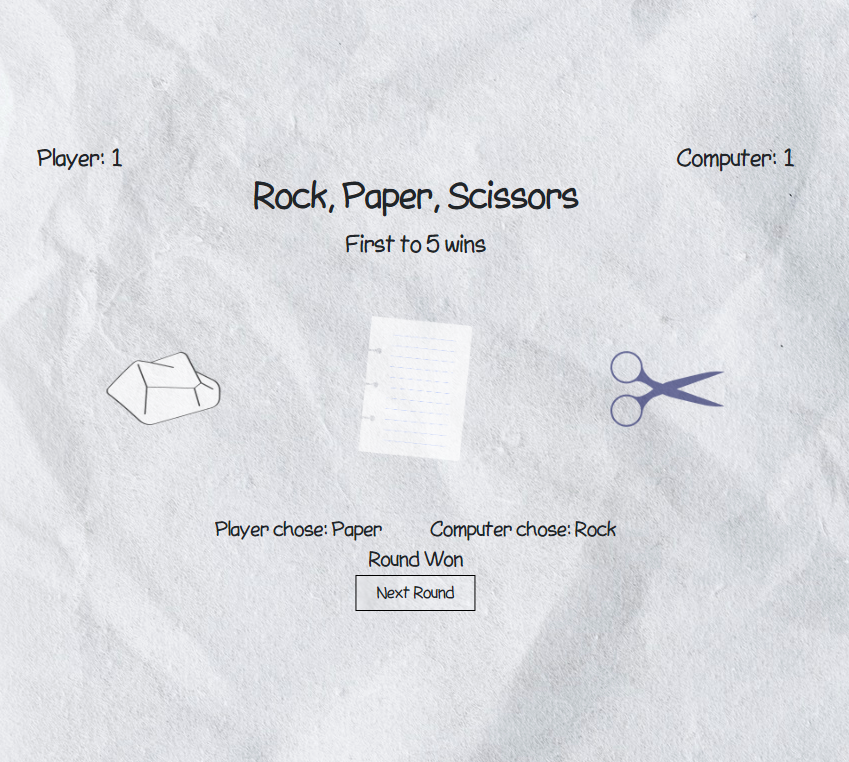 Player: 1
Computer: 1
Rock, Paper, Scissors
First to 5 wins
Player chose: Paper
Computer chose: Rock
Round Won
Next Round